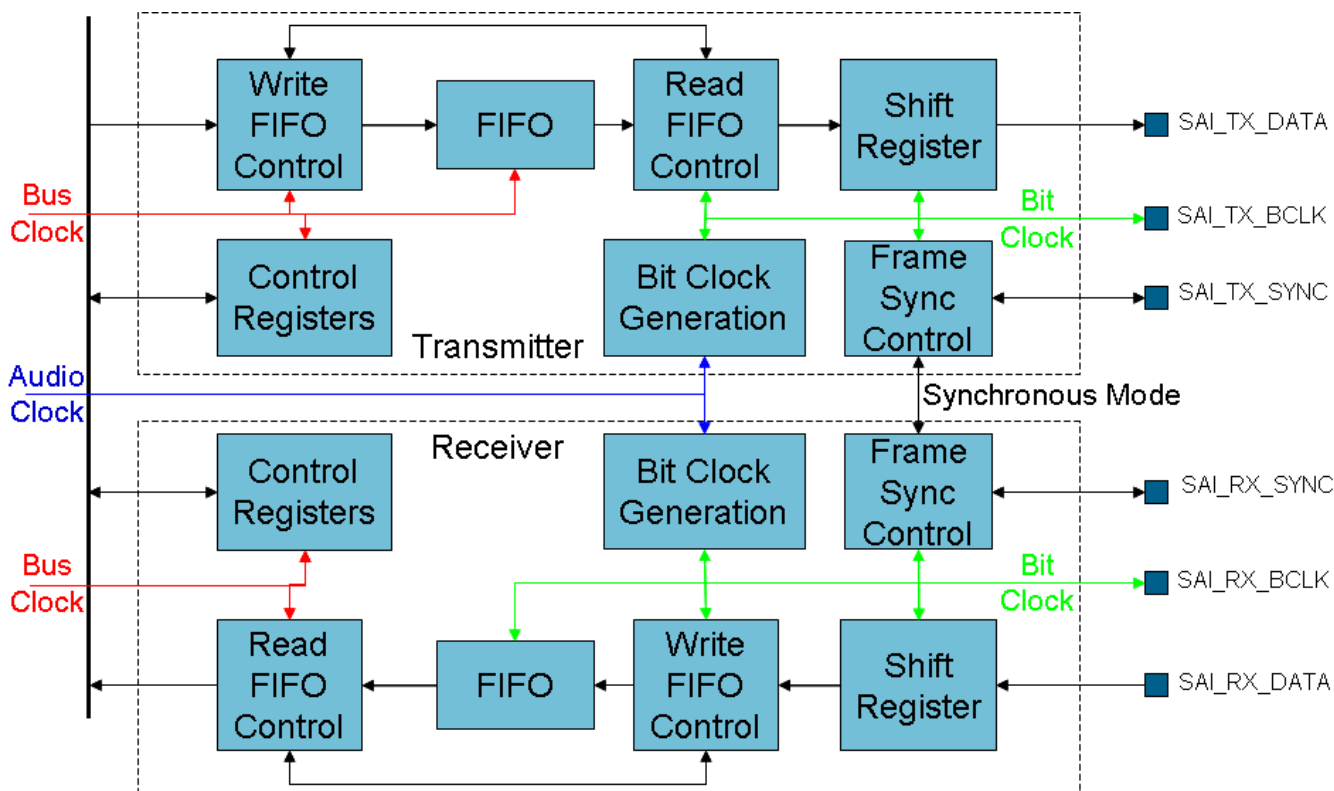 Write
FIFO
Control
FIFO
Read
FIFO
Control
Shift
Register
SAI_TX_DATA
Bus
Clock
Bit
Clock
SAI_TX_BCLK
Control
Registers
Bit Clock
Generation
Frame
Sync
Control
SAI_TX_SYNC
Transmitter
Audio
Clock
Synchronous Mode
Receiver
Control
Registers
Bit Clock
Generation
Frame
Sync
Control
SAI_RX_SYNC
Bus
Clock
Bit
Clock
SAI_RX_BCLK
Read
FIFO
Control
FIFO
Write
FIFO
Control
Shift
Register
SAI_RX_DATA